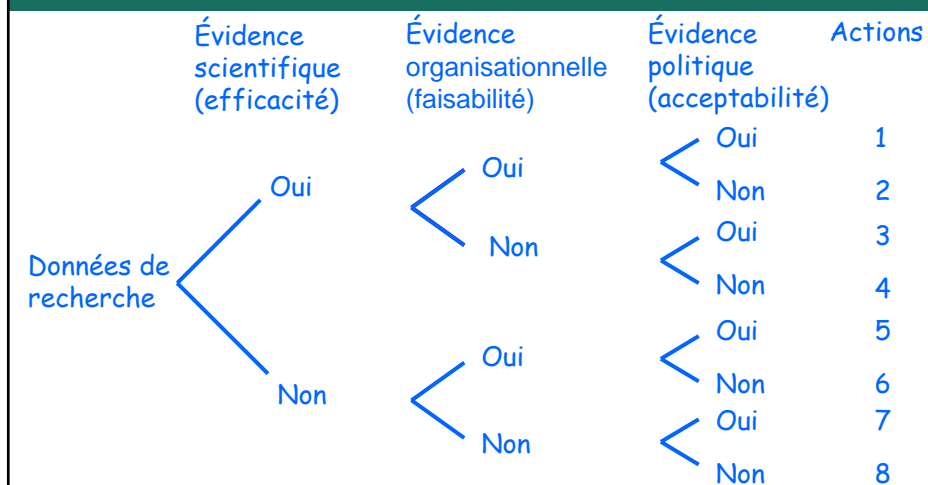 Évidence
scientifique
(efficacité)
Évidence
organisationnelle
(faisabilité)
Évidence
politique
(acceptabilité)
Actions
Données de
recherche
Oui
Non
Oui
Non
Oui
Non
Oui 1
Non 2
Oui 3
Non 4
Oui 5
Non 6
Oui 7
Non 8